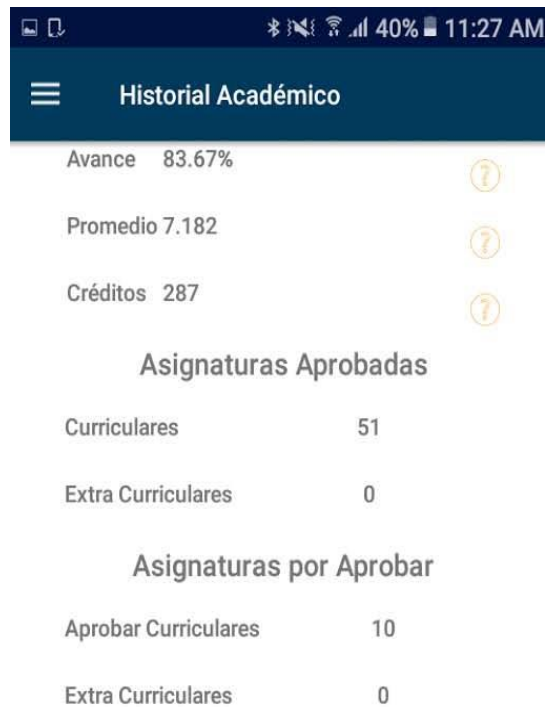 40% 11:27 AM
Historial Académico
Avance 83.67%
?
Promedio 7.182
?
Créditos 287
?
Asignaturas Aprobadas
Curriculares 51
Extra Curriculares 0
Asignaturas por Aprobar
Aprobar Curriculares 10
Extra Curriculares 0